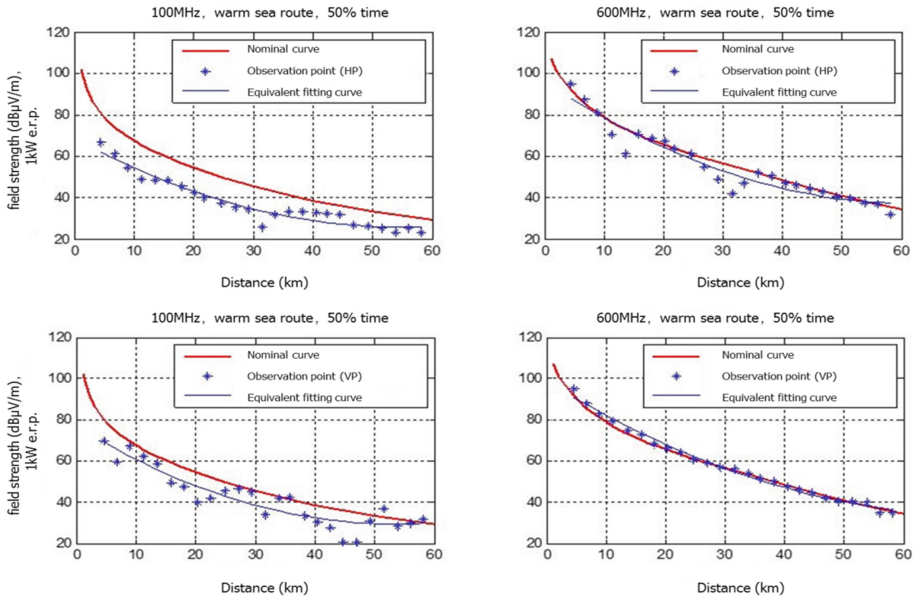 100MHz, warm sea route, 50% time
120
100
80
60
40
20
0 10 20 30 40 50 60
field strength (dBμV/m),
1kW e.r.p.
Distance (km)
Nominal curve
Observation point (HP)
Equivalent fitting curve
600MHz, warm sea route, 50% time
120
100
80
60
40
20
0 10 20 30 40 50 60
Distance (km)
Nominal curve
Observation point (HP)
Equivalent fitting curve
100MHz, warm sea route, 50% time
120
100
80
60
40
20
0 10 20 30 40 50 60
field strength (dBμV/m),
1kW e.r.p.
Distance (km)
Nominal curve
Observation point (VP)
Equivalent fitting curve
600MHz, warm sea route, 50% time
120
100
80
60
40
20
0 10 20 30 40 50 60
Distance (km)
Nominal curve
Observation point (VP)
Equivalent fitting curve